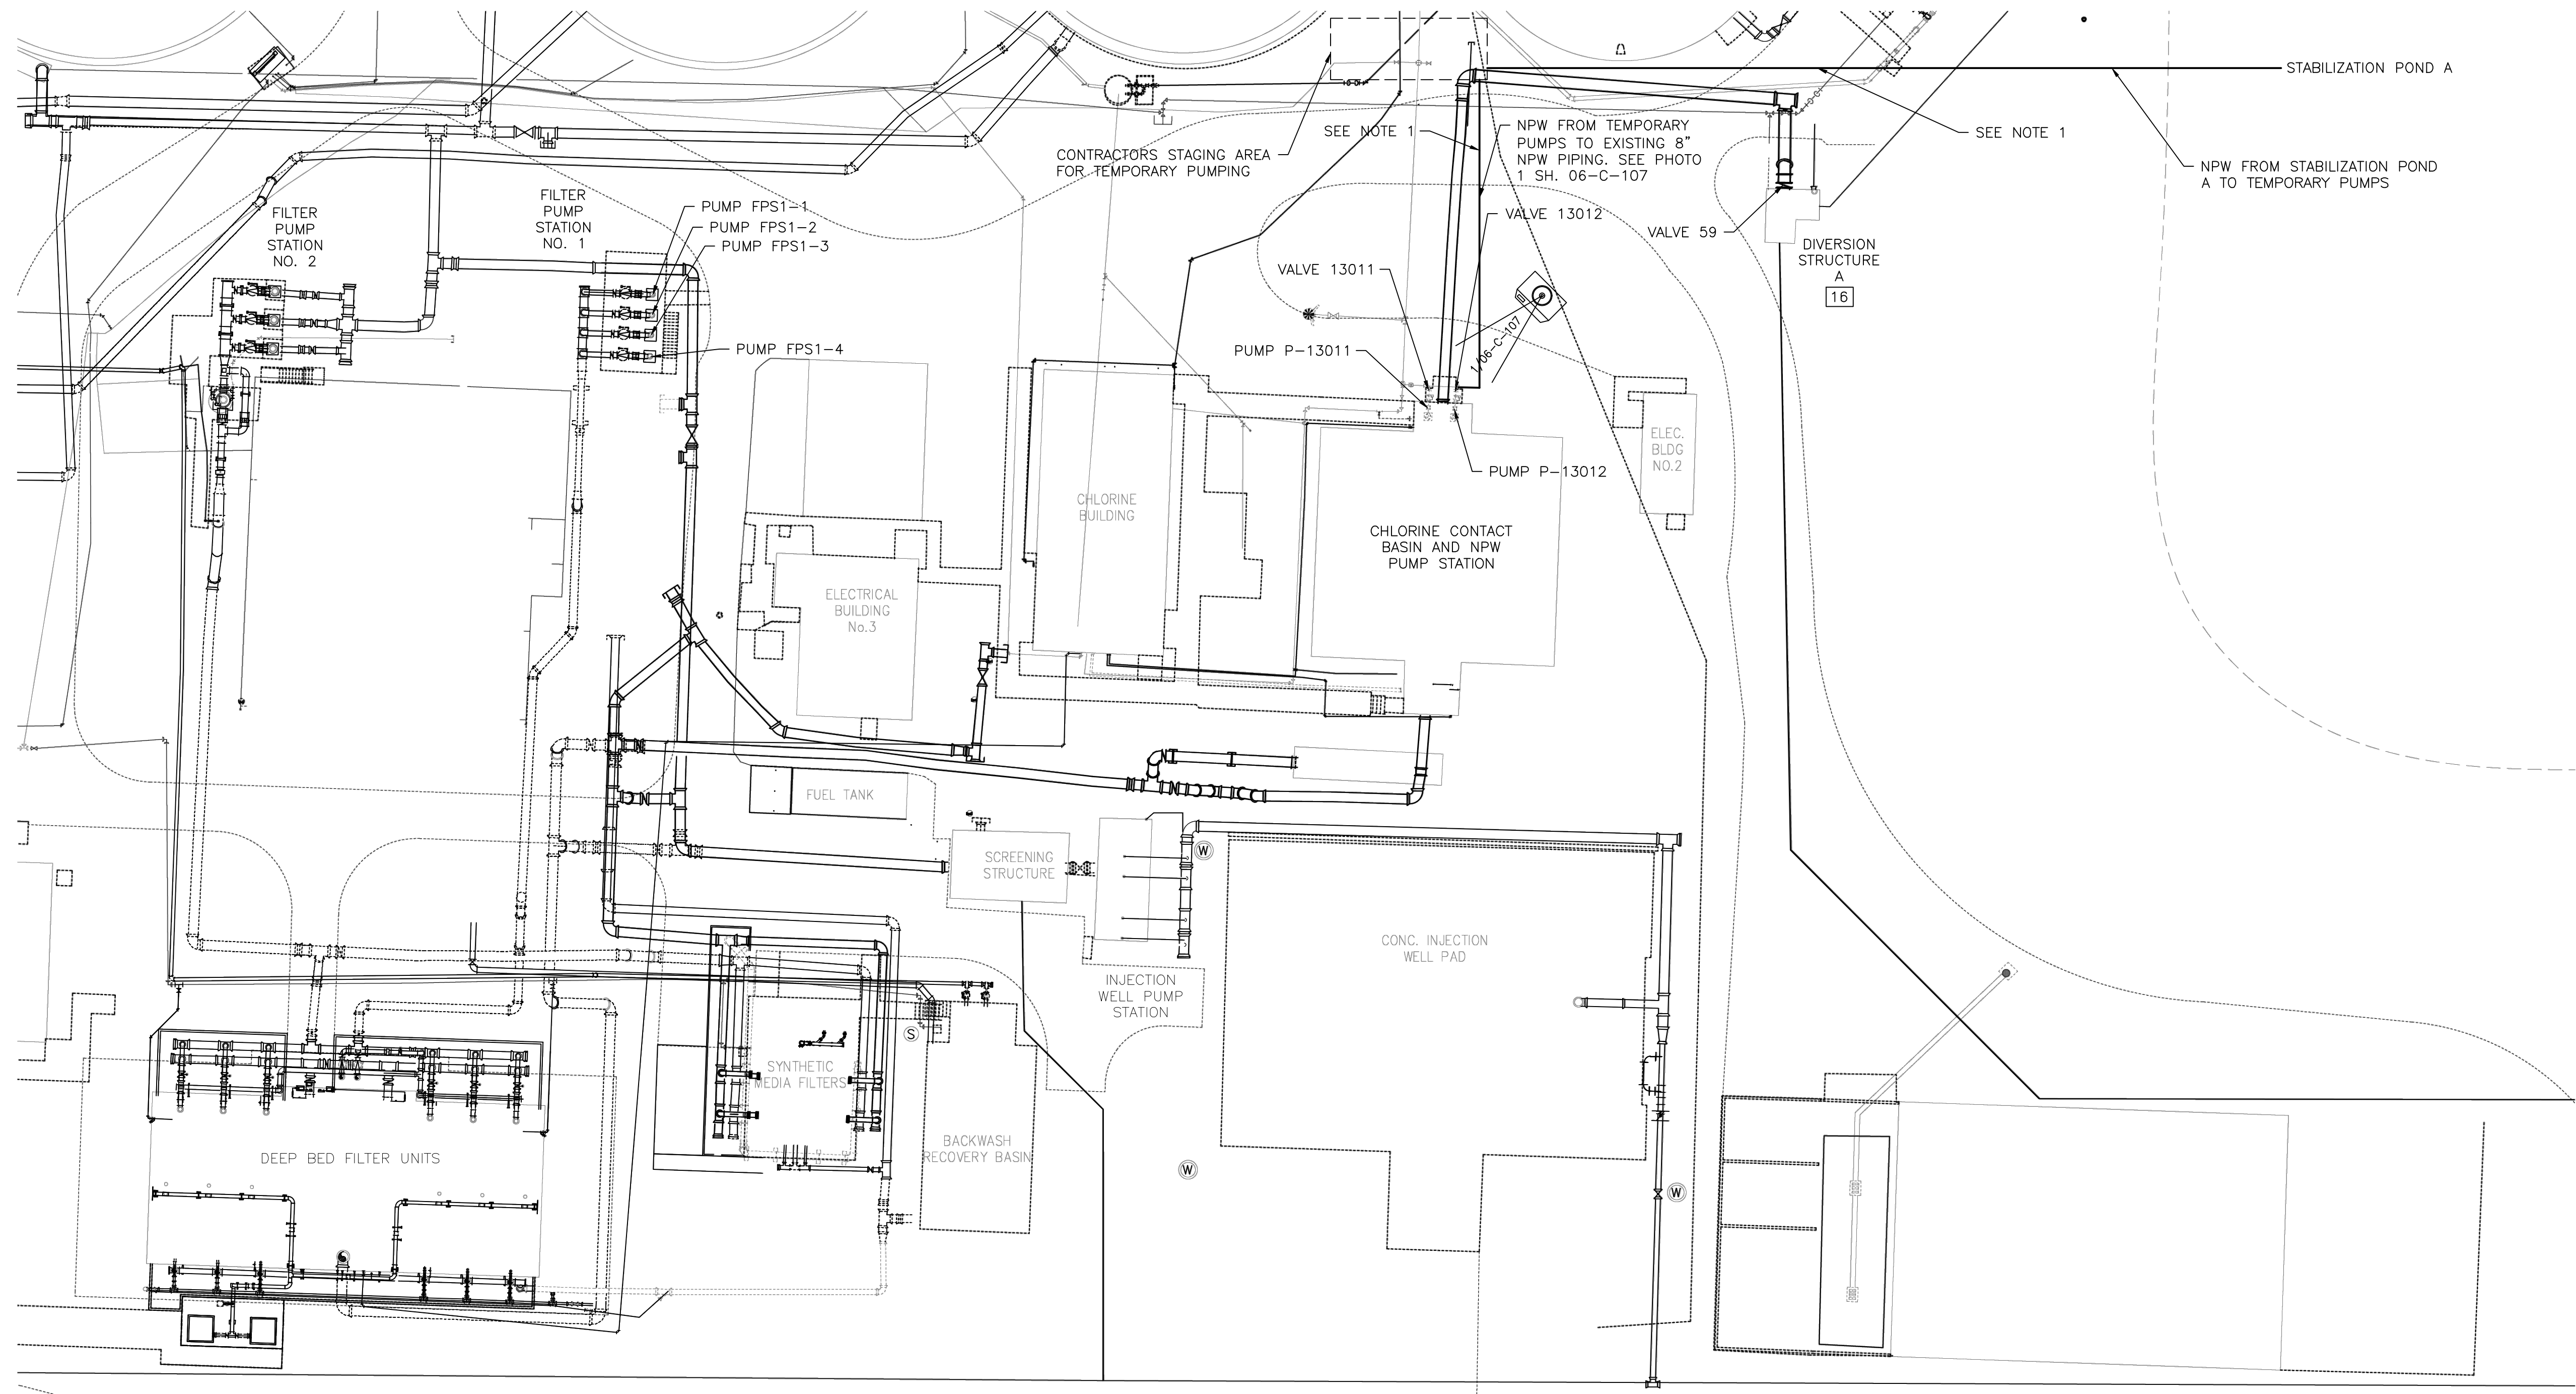 STABILIZATION POND A
SEE NOTE 1
NPW FROM TEMPORARY
PUMPS TO EXISTING 8"
NPW PIPING. SEE PHOTO
1 SH. 06-C-107
SEE NOTE 1
CONTRACTORS STAGING AREA
FOR TEMPORARY PUMPING
NPW FROM STABILIZATION POND
A TO TEMPORARY PUMPS
FILTER
PUMP
STATION
NO. 2
FILTER
PUMP
STATION
NO. 1
PUMP FPS1-1
PUMP FPS1-2
PUMP FPS1-3
PUMP FPS1-4
VALVE 13012
VALVE 59
DIVERSION
STRUCTURE
A
16
VALVE 13011
PUMP P-13011
1/06-C-107
PUMP P-13012
ELEC.
BLDG
NO.2
CHLORINE
BUILDING
CHLORINE CONTACT
BASIN AND NPW
PUMP STATION
ELECTRICAL
BUILDING
No.3
FUEL TANK
SCREENING
STRUCTURE
W
CONC. INJECTION
WELL PAD
INJECTION
WELL PUMP
STATION
S
SYNTHETIC
MEDIA FILTERS
BACKWASH
RECOVERY BASIN
DEEP BED FILTER UNITS
W
W